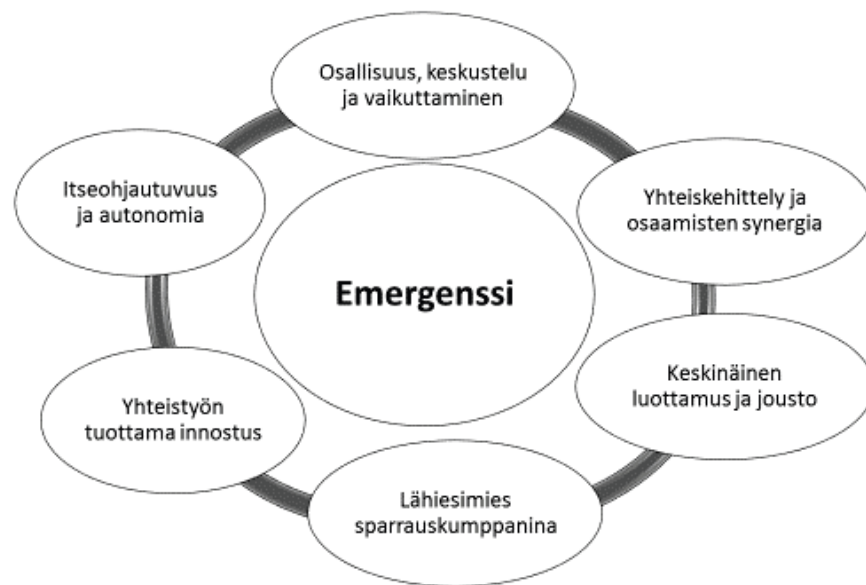 Osallisuus, keskustelu
ja vaikuttaminen
Itseohjautuvuus
ja autonomia
Yhteiskehittely ja
osaamisten synergia
Emergenssi
Keskinäinen
luottamus ja jousto
Yhteistyön
tuottama innostus
Lähiesimies
sparrauskumppanina